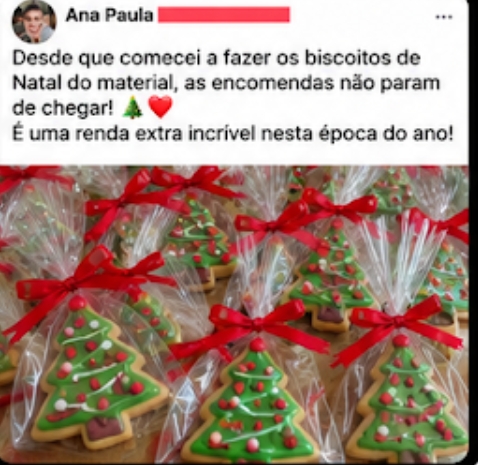 Ana Paula
Desde que comecei a fazer os biscoitos de
Natal do material, as encomendas não param
de chegar! 🎄❤️
É uma renda extra incrível nesta época do ano!